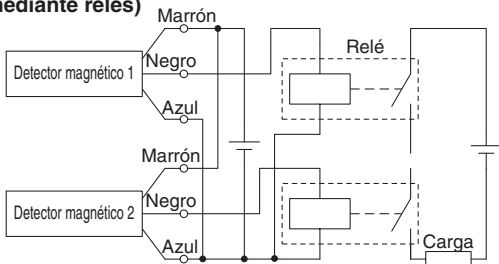 mediante relés)
Marrón
Relé
Negro
Detector magnético 1
Azul
Marrón
Negro
Detector magnético 2
Azul
Carga